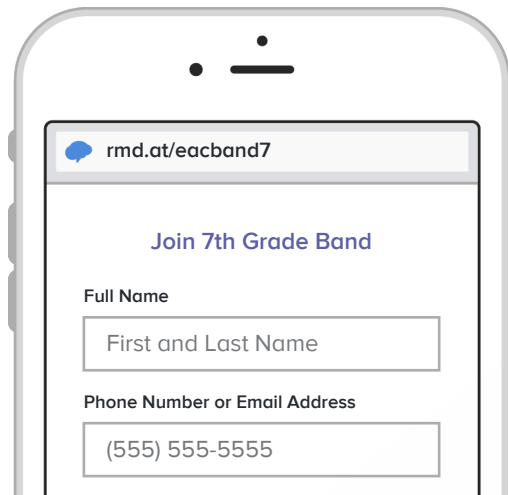 rmd.at/eacband7
Join 7th Grade Band
Full Name
First and Last Name
Phone Number or Email Address
(555) 555-5555